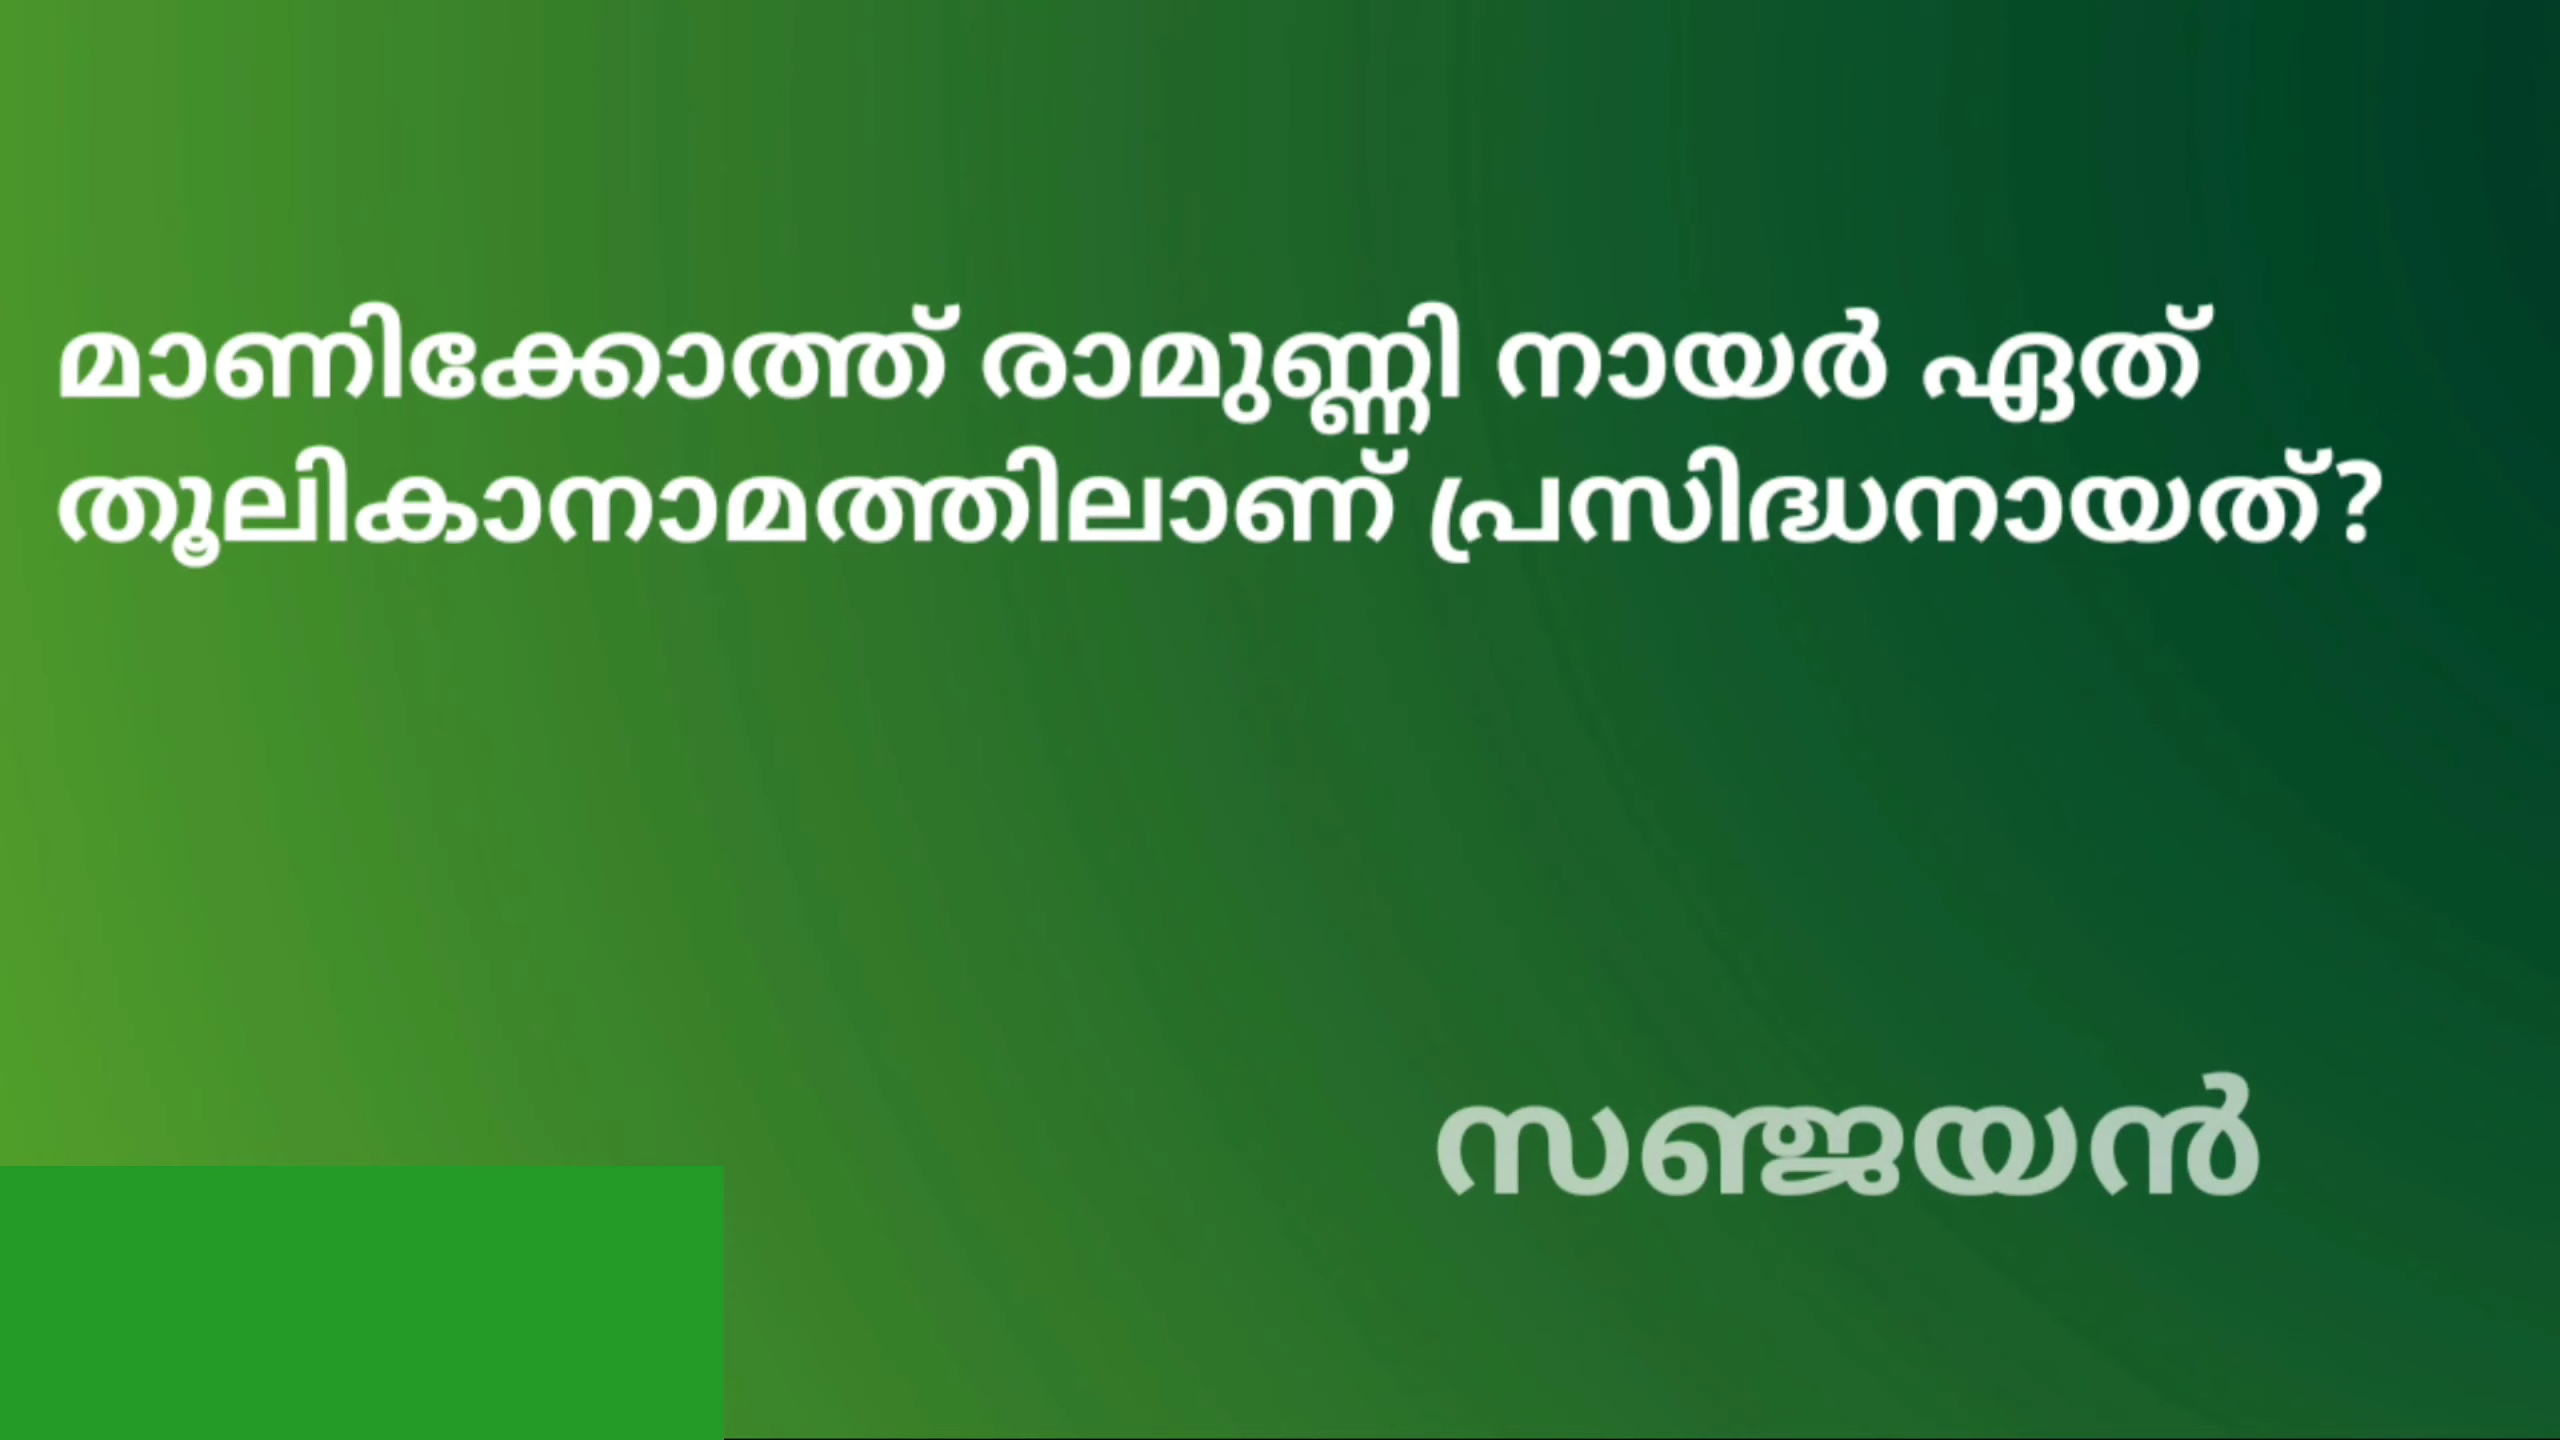 മാണിക്കോത്ത് രാമുണ്ണി നായർ ഏത്
തൂലികാനാമത്തിലാണ് പ്രസിദ്ധനായത്?
സഞ്ജയൻ